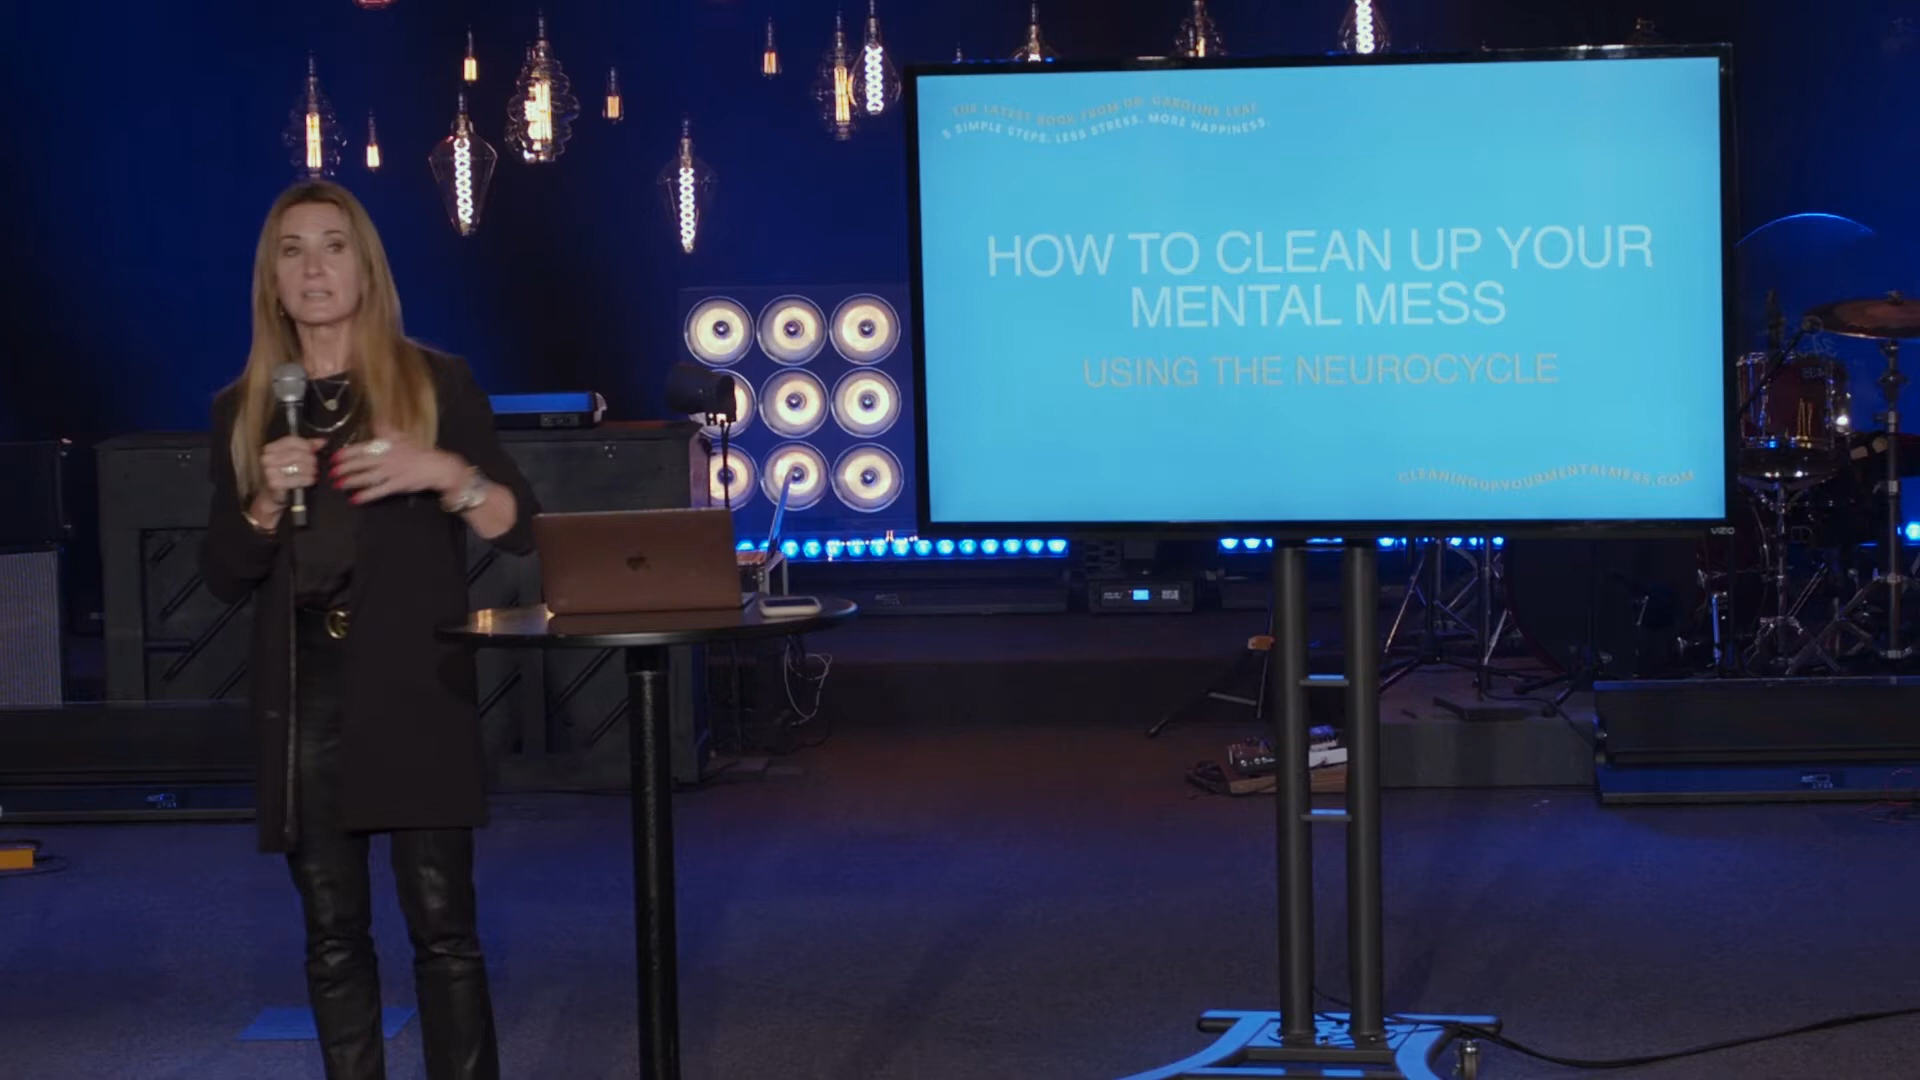 THE LATEST BOOK FROM DR. CAROLINE LEAF
5 SIMPLE STEPS. LESS STRESS. MORE HAPPINESS.
HOW TO CLEAN UP YOUR
MENTAL MESS
USING THE NEUROCYCLE
CLEANINGUPYOURMENTALMESS.COM
VIZIO